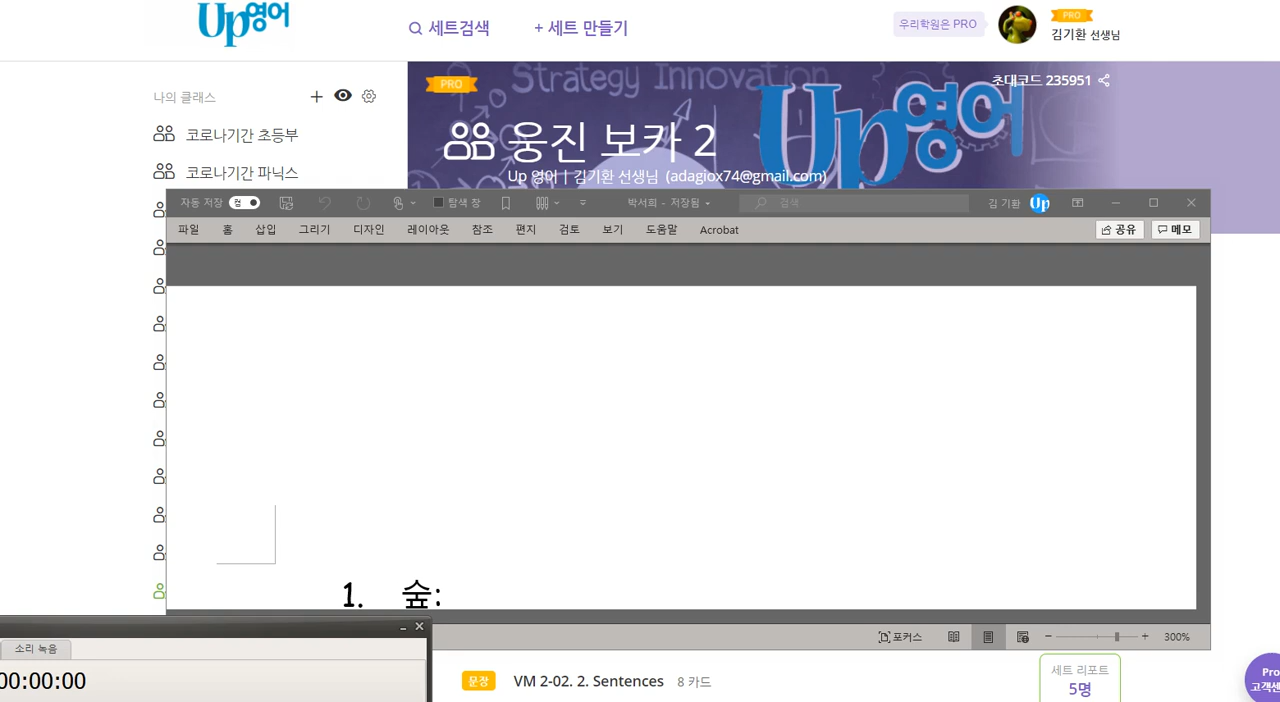 Up영어
세트검색
+ 세트 만들기
우리학원은 PRO
PRO
김기환 선생님
나의 클래스
코로나기간 초등부
코로나기간 파닉스
PRO
Strategy Innovation
초대코드 235951
Up영어
웅진 보카 2
Up 영어 | 김기환 선생님 (adagiox74@gmail.com)
자동 저장 탐색 창 박서희 - 저장됨 검색 김 기환 Up
파일 홈 삽입 그리기 디자인 레이아웃 참조 편지 검토 보기 도움말 Acrobat 공유 메모
1. 숲:
포커스 300%
소리 녹음
00:00:00
문장 VM 2-02. 2. Sentences 8 카드
세트 리포트
5명
Pro
고객센